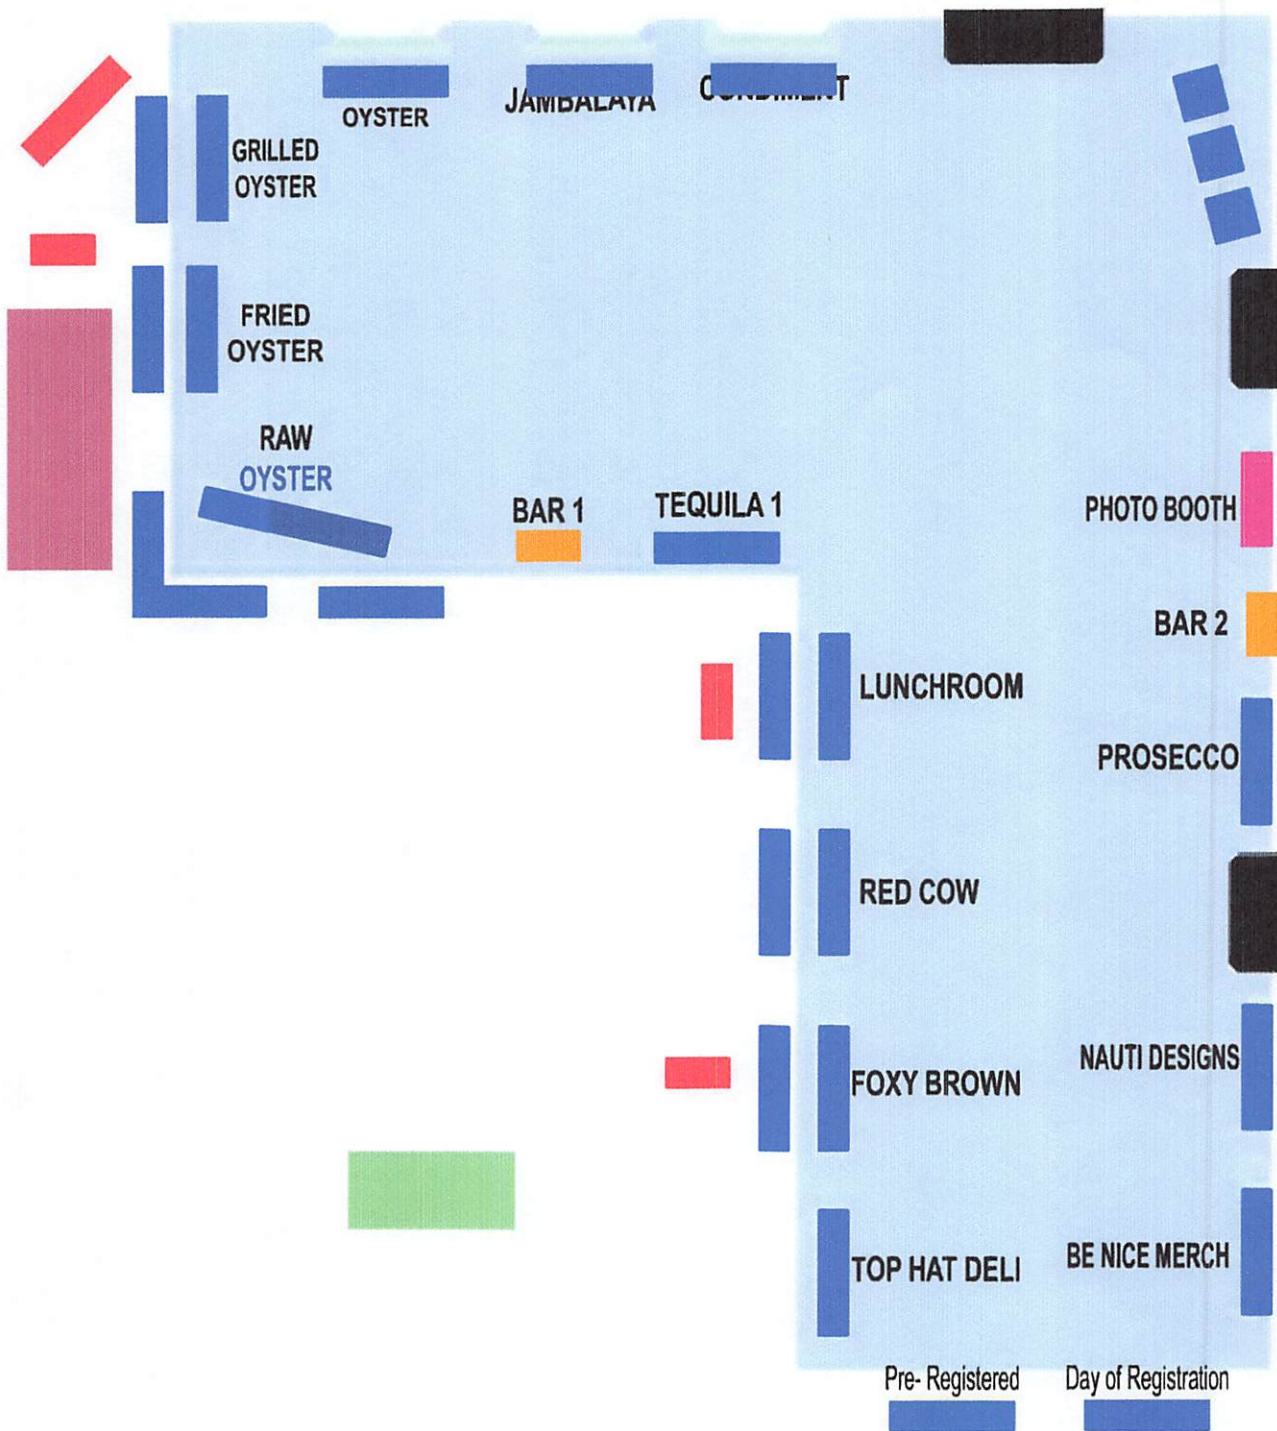 OYSTER
JAMBALAYA
CONDIMENT
GRILLED
OYSTER
FRIED
OYSTER
RAW
OYSTER
BAR 1
TEQUILA 1
PHOTO BOOTH
BAR 2
LUNCHROOM
PROSECCO
RED COW
NAUTI DESIGNS
FOXY BROWN
TOP HAT DELI
BE NICE MERCH
Pre- Registered
Day of Registration